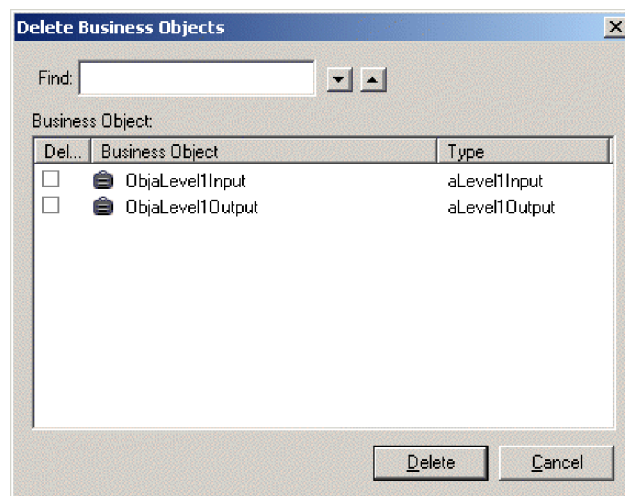 Delete Business Objects
Find:
Business Object:
Del... Business Object Type
ObjaLevel1Input aLevel1Input
ObjaLevel1Output aLevel1Output
Delete Cancel